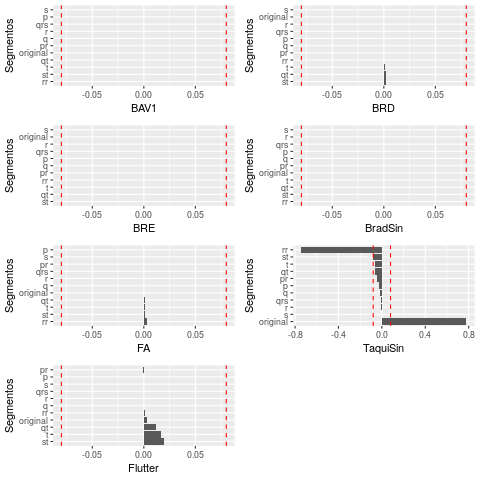 Segmentos
s
p
qrs
r
q
pr
original
qt
t
st
rr
-0.05 0.00 0.05
BAV1
Segmentos
s
original
qrs
r
p
pr
q
rr
t
qt
st
-0.05 0.00 0.05
BRD
Segmentos
s
original
r
qrs
p
q
pr
rr
t
qt
st
-0.05 0.00 0.05
BRE
Segmentos
s
r
qrs
p
q
pr
original
t
qt
st
rr
-0.05 0.00 0.05
BradSin
Segmentos
p
s
pr
qrs
r
q
original
qt
t
st
rr
-0.05 0.00 0.05
FA
Segmentos
rr
st
t
qt
pr
p
q
qrs
r
s
original
-0.8 -0.4 0.0 0.4 0.8
TaquiSin
Segmentos
pr
p
s
qrs
r
q
rr
original
qt
t
st
-0.05 0.00 0.05
Flutter